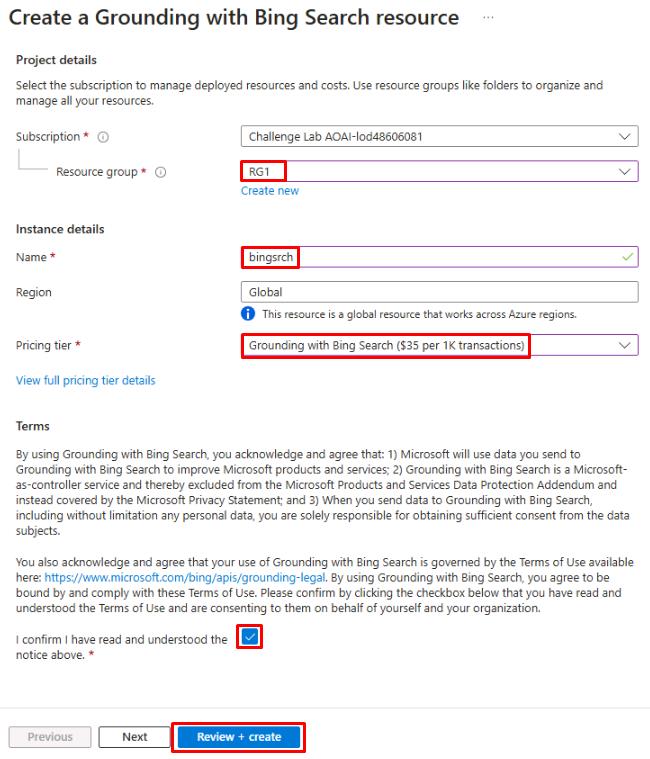 Create a Grounding with Bing Search resource ...
Project details
Select the subscription to manage deployed resources and costs. Use resource groups like folders to organize and
manage all your resources.
Subscription *
Challenge Lab AOAI-lod48606081
Resource group *
RG1
Create new
Instance details
Name *
bingsrch
Region
Global
This resource is a global resource that works across Azure regions.
Pricing tier *
Grounding with Bing Search ($35 per 1K transactions)
View full pricing tier details
Terms
By using Grounding with Bing Search, you acknowledge and agree that: 1) Microsoft will use data you send to
Grounding with Bing Search to improve Microsoft products and services; 2) Grounding with Bing Search is a Microsoft-
as-controller service and thereby excluded from the Microsoft Products and Services Data Protection Addendum and
instead covered by the Microsoft Privacy Statement; and 3) When you send data to Grounding with Bing Search,
including without limitation any personal data, you are solely responsible for obtaining sufficient consent from the data
subjects.
You also acknowledge and agree that your use of Grounding with Bing Search is governed by the Terms of Use available
here: https://www.microsoft.com/bing/apis/grounding-legal. By using Grounding with Bing Search, you agree to be
bound by and comply with these Terms of Use. Please confirm by clicking the checkbox below that you have read and
understood the Terms of Use and are consenting to them on behalf of yourself and your organization.
I confirm I have read and understood the
notice above. *
Previous
Next
Review + create